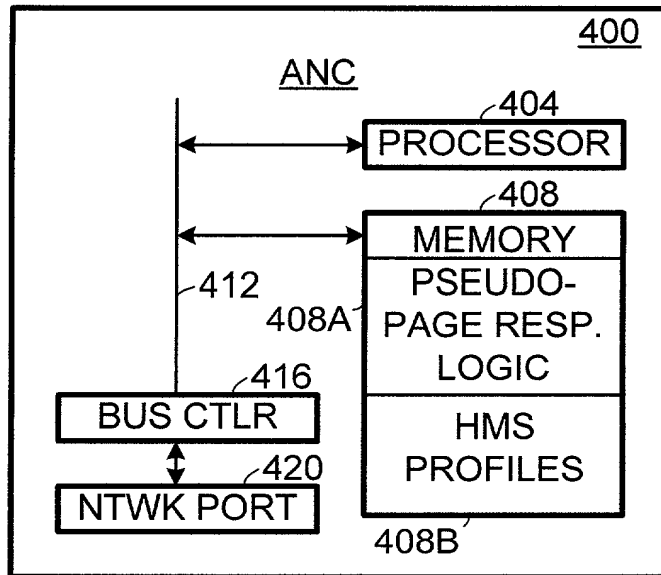 400
ANC
404
PROCESSOR
408
MEMORY
412
408A
PSEUDO-
PAGE RESP.
LOGIC
416
BUS CTLR
HMS
PROFILES
420
NTWK PORT
408B